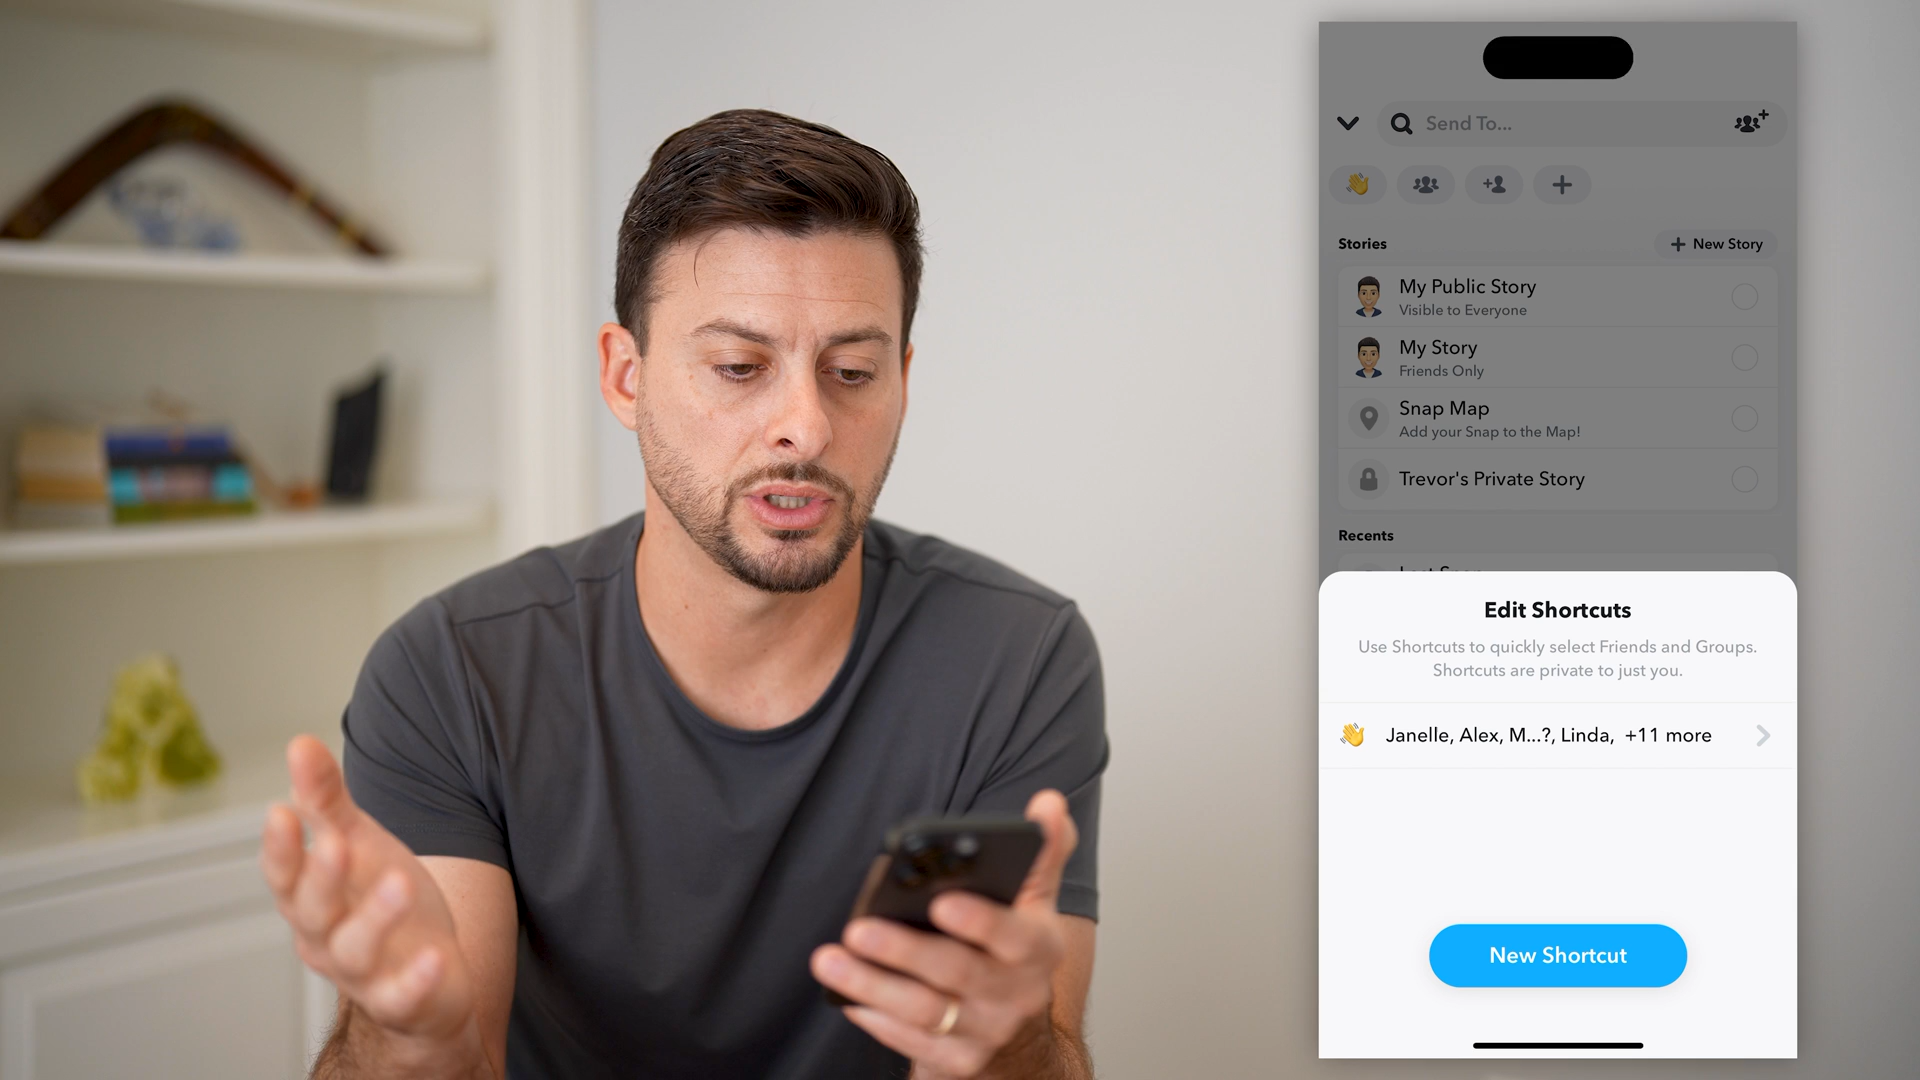 Send To...
Stories
New Story
My Public Story
Visible to Everyone
My Story
Friends Only
Snap Map
Add your Snap to the Map!
Trevor's Private Story
Recents
Edit Shortcuts
Use Shortcuts to quickly select Friends and Groups.
Shortcuts are private to just you.
Janelle, Alex, M...?, Linda, +11 more
New Shortcut